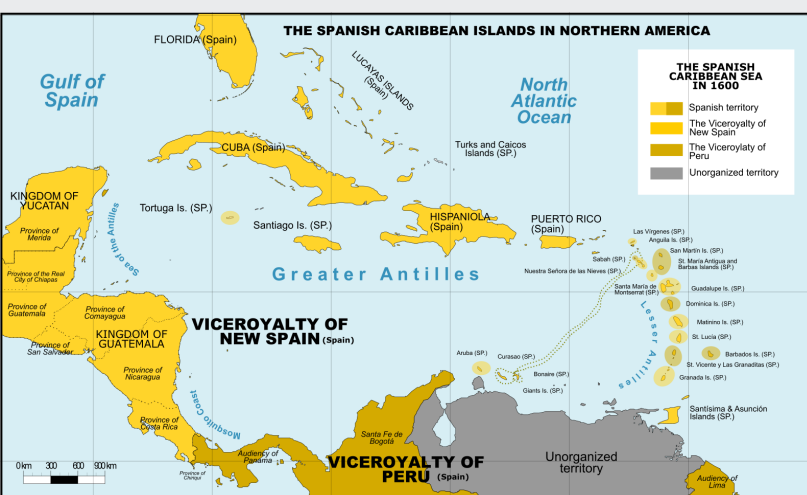 THE SPANISH CARIBBEAN ISLANDS IN NORTHERN AMERICA
FLORIDA (Spain)
Gulf of
Spain
LUCAYAS ISLANDS
(Spain)
North
Atlantic
Ocean
THE SPANISH
CARIBBEAN SEA
IN 1600
Spanish territory
The Viceroyalty of
New Spain
The Viceroylaty of
Peru
Unorganized territory
CUBA (Spain)
Turks and Caicos
Islands (SP.)
KINGDOM OF
YUCATAN
Province of
Merida
Sea of the Antilles
Tortuga Is. (SP.)
Santiago Is. (SP.)
HISPANIOLA
(Spain)
PUERTO RICO
(Spain)
Las Vírgenes (SP.)
Anguila Is. (SP.)
San Martín Is. (SP.)
Sabah (SP.)
St. María Antigua and
Barbas Islands (SP.)
Nuestra Señora de las Nieves (SP.)
Santa María de
Montserrat (SP.)
Guadalupe Is. (SP.)
Dominica Is. (SP.)
Matinino Is. (SP.)
St. Lucía (SP.)
Barbados Is. (SP.)
St. Vicente y Las Granaditas (SP.)
Granada Is. (SP.)
Lesser Antilles
Greater Antilles
Province of the Real
City of Chiapas
Province of
Guatemala
Province of
Comayagua
KINGDOM OF
GUATEMALA
Province of
San Salvador
VICEROYALTY OF
NEW SPAIN (Spain)
Province of
Nicaragua
Mosquito Coast
Province of
Costa Rica
Aruba (SP.)
Curasao (SP.)
Bonaire (SP.)
Giants Is. (SP.)
Santísima & Asunción
Islands (SP.)
Santa Fe de
Bogotá
Audiency of
Panama
Province of
Chiriqui
VICEROYALTY OF
PERU (Spain)
Unorganized
territory
Audiency of
Lima
0 km 300 600 900 km